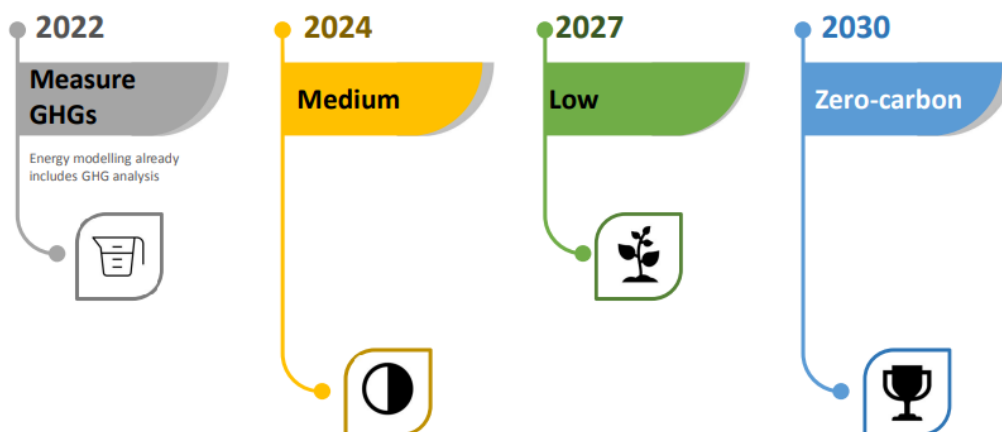 2022
Measure
GHGs
Energy modelling already
includes GHG analysis
2024
Medium
2027
Low
2030
Zero-carbon